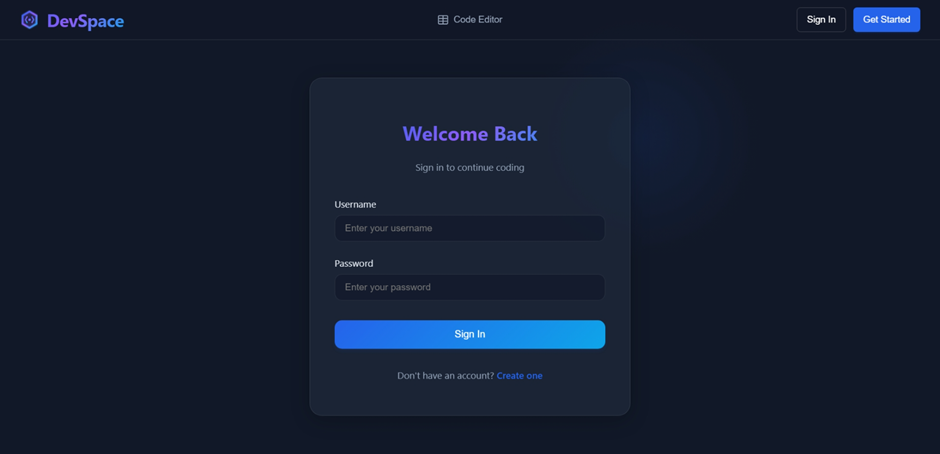 DevSpace
Code Editor
Sign In
Get Started
Welcome Back
Sign in to continue coding
Username
Enter your username
Password
Enter your password
Sign In
Don't have an account? Create one